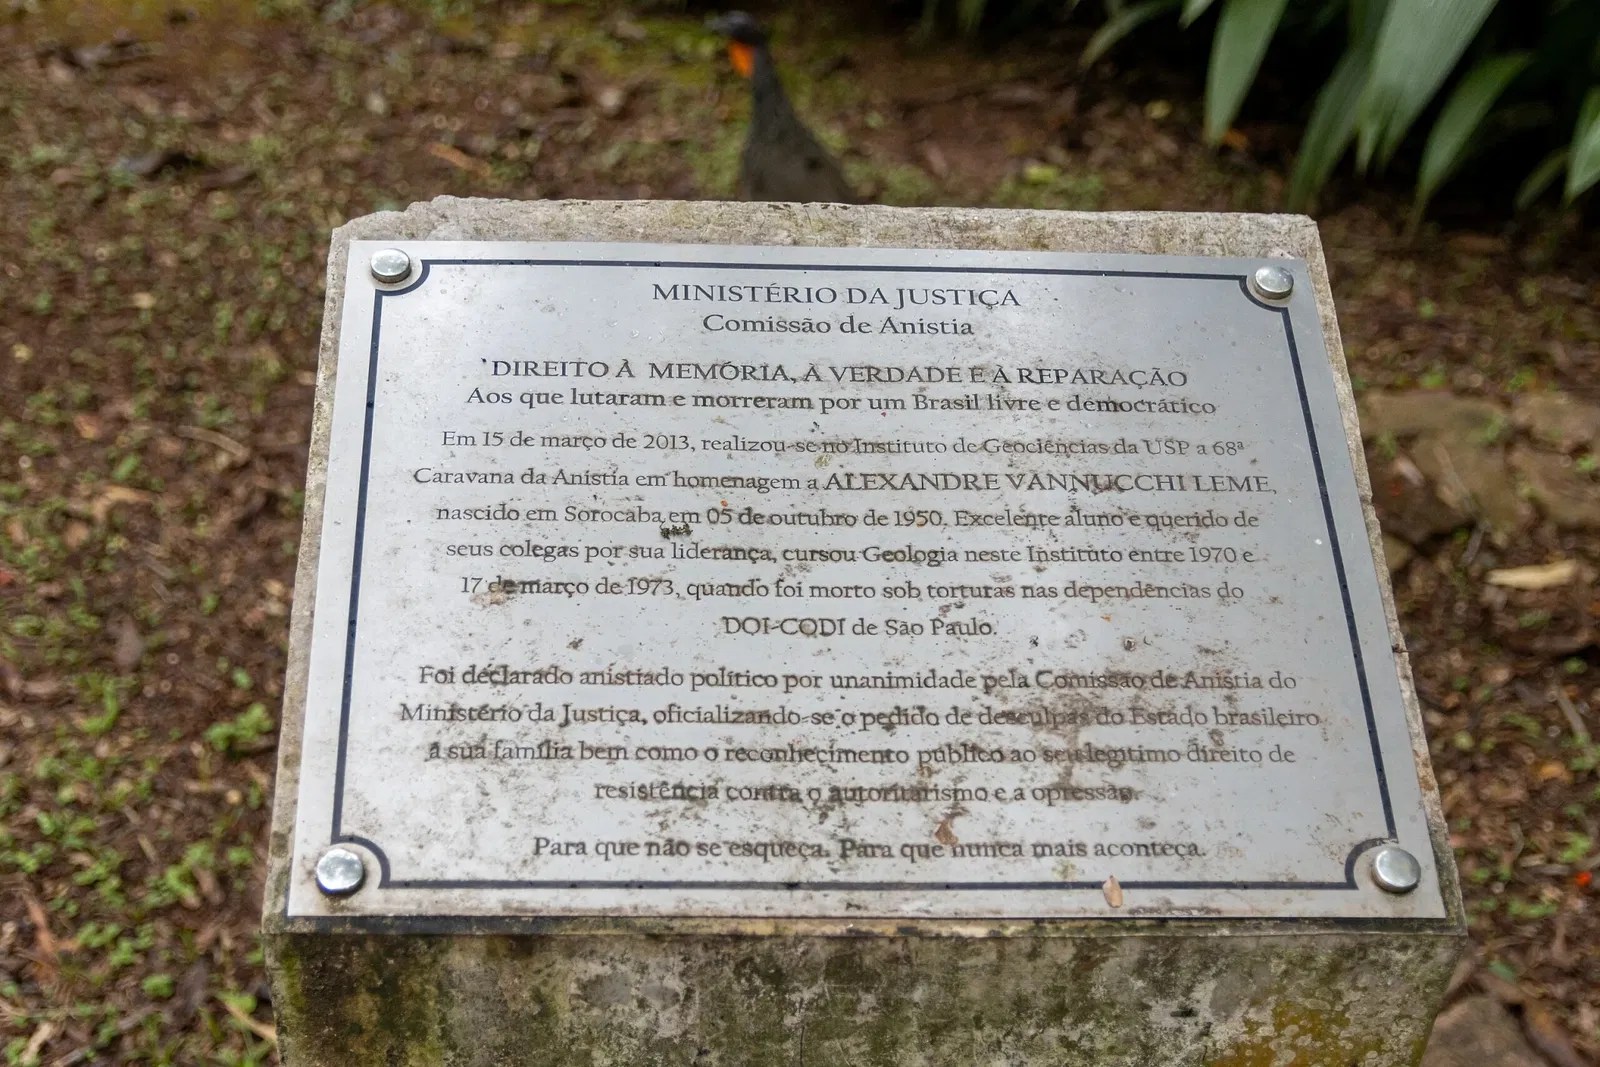 MINISTÉRIO DA JUSTIÇA
Comissão de Anistia
DIREITO À MEMÓRIA, À VERDADE E À REPARAÇÃO
Aos que lutaram e morreram por um Brasil livre e democrático
Em 15 de março de 2013, realizou-se no Instituto de Geociências da USP a 68ª
Caravana da Anistia em homenagem a ALEXANDRE VANNUCCHI LEME,
nascido em Sorocaba em 05 de outubro de 1950. Excelente aluno e querido de
seus colegas por sua liderança, cursou Geologia neste Instituto entre 1970 e
17 de março de 1973, quando foi morto sob torturas nas dependências do
DOI-CODI de São Paulo.
Foi declarado anistiado político por unanimidade pela Comissão de Anistia do
Ministério da Justiça, oficializando-se o pedido de desculpas do Estado brasileiro
à sua família bem como o reconhecimento público ao seu legítimo direito de
resistência contra o autoritarismo e a opressão.
Para que não se esqueça. Para que nunca mais aconteça.